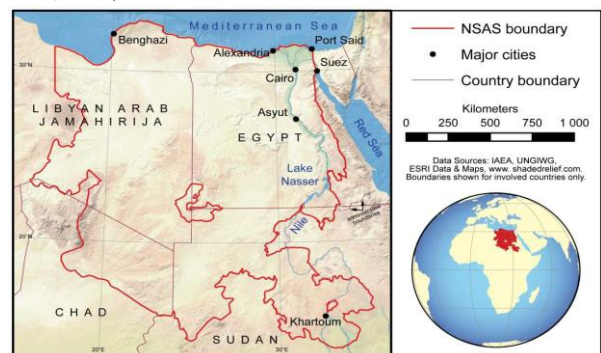 Mediterranean Sea
Benghazi
Alexandria
Port Said
30°N
Cairo
Suez
LIBYAN ARAB
JAMAHIRIJA
Asyut
EGYPT
Red Sea
Lake
Nasser
Nile
20°N
CHAD
SUDAN
Khartoum
20°E
30°E
NSAS boundary
Major cities
Country boundary
Kilometers
0 250 500 1 000
Data Sources: IAEA, UNGIWG,
ESRI Data & Maps, www. shadedrelief.com.
Boundaries shown for involved countries only.